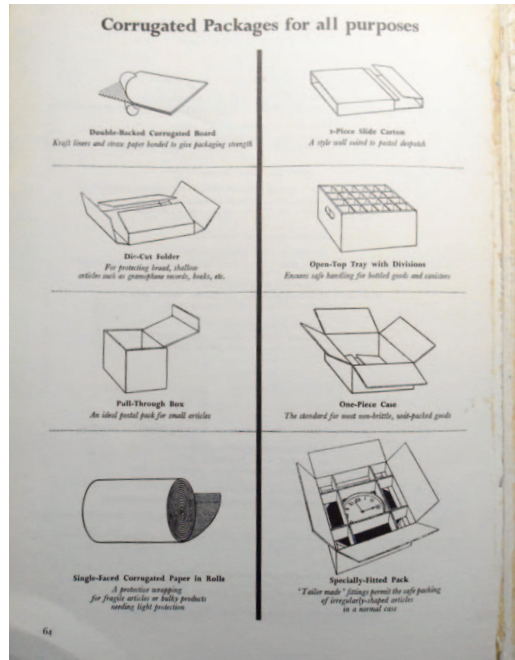 Corrugated Packages for all purposes
Double-Backed Corrugated Board
Kraft liners and straw paper bonded to give packaging strength
1-Piece Slide Carton
A style well suited to postal despatch
Die-Cut Folder
For protecting broad, shallow
articles such as gramophone records, books, etc.
Open-Top Tray with Divisions
Ensures safe handling for bottled goods and canisters
Pull-Through Box
An ideal postal pack for small articles
One-Piece Case
The standard for most non-brittle, unit-packed goods
Single-Faced Corrugated Paper in Rolls
A protective wrapping
for fragile articles or bulky products
needing light protection
Specially-Fitted Pack
"Tailor made" fittings permit the safe packing
of irregularly-shaped articles
in a normal case
64